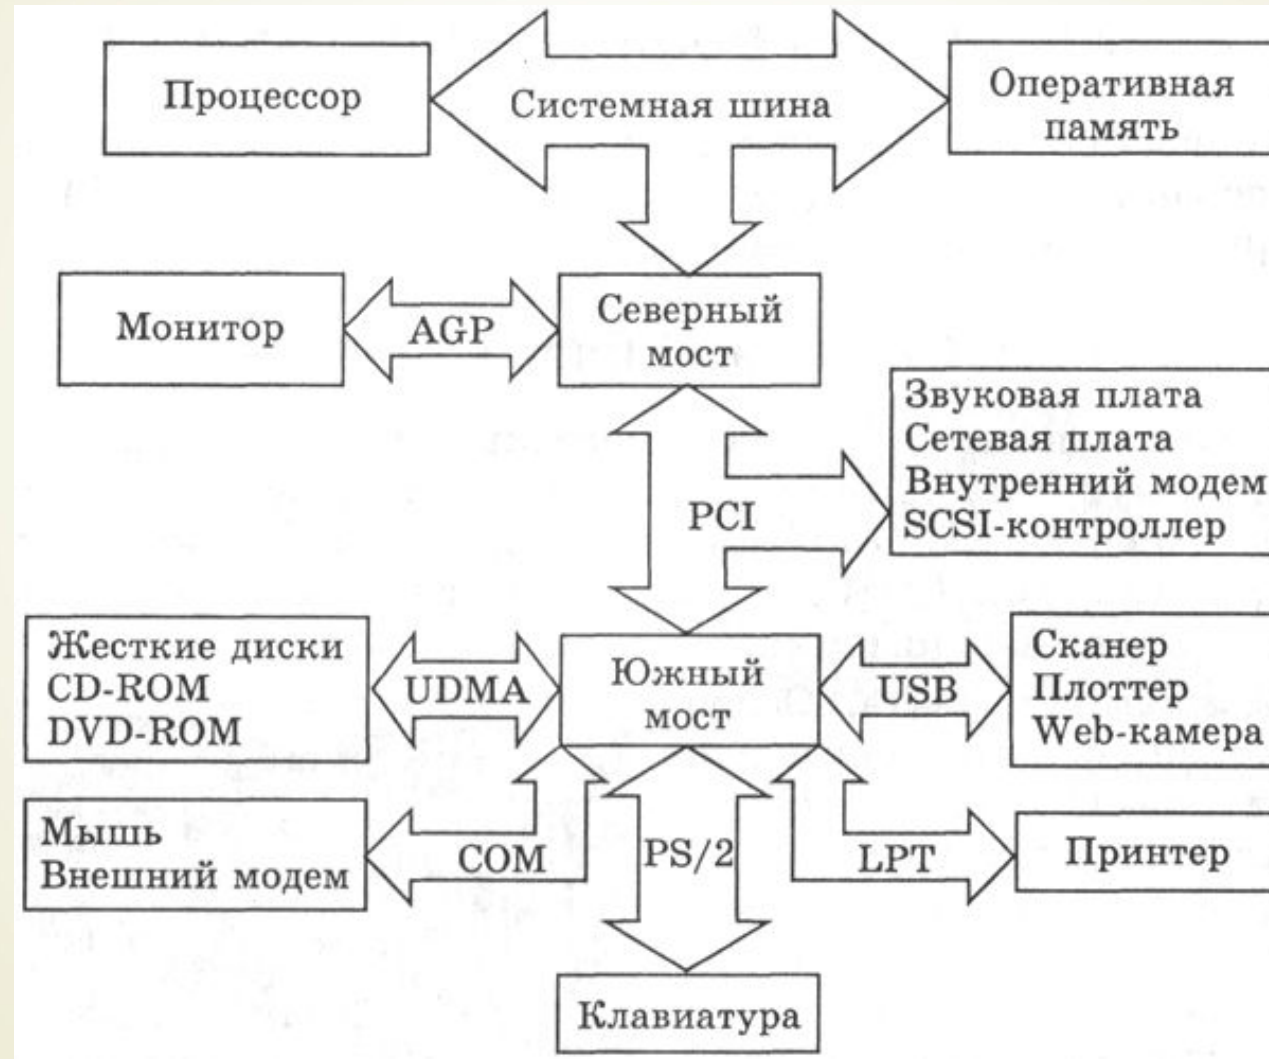 Процессор
Системная шина
Оперативная
память
Монитор
AGP
Северный
мост
Звуковая плата
Сетевая плата
Внутренний модем
SCSI-контроллер
PCI
Жесткие диски
CD-ROM
DVD-ROM
UDMA
Южный
мост
USB
Сканер
Плоттер
Web-камера
Мышь
Внешний модем
COM
PS/2
LPT
Принтер
Клавиатура